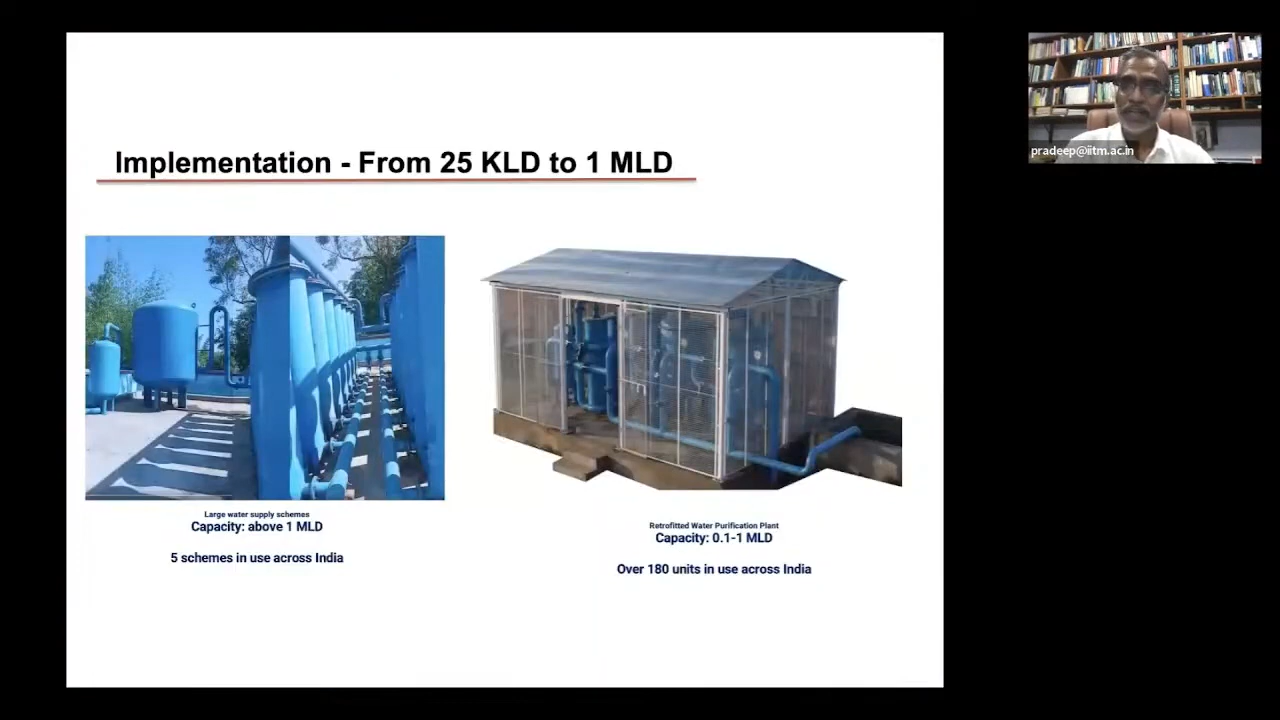 Implementation - From 25 KLD to 1 MLD
pradeep@iitm.ac.in
Large water supply schemes
Capacity: above 1 MLD
5 schemes in use across India
Retrofitted Water Purification Plant
Capacity: 0.1-1 MLD
Over 180 units in use across India